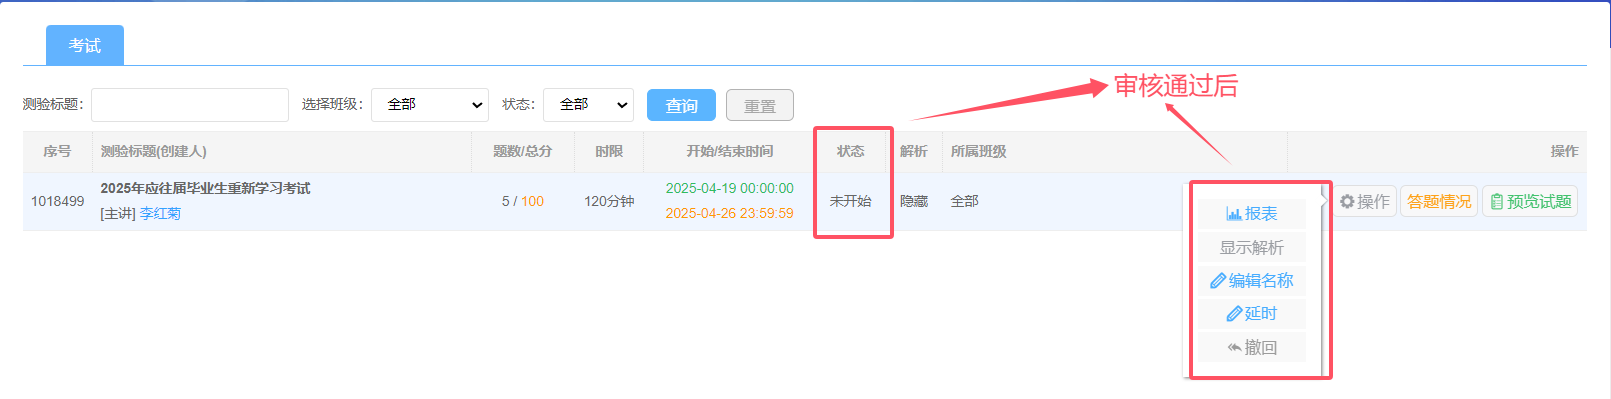 考试
审核通过后
测验标题: 选择班级: 全部 状态: 全部 查询 重置
序号 测验标题(创建人) 题数/总分 时限 开始/结束时间 状态 解析 所属班级 操作
1018499 2025年应往届毕业生重新学习考试 5 / 100 120分钟 2025-04-19 00:00:00 未开始 隐藏 全部 操作 答题情况 预览试题
[主讲] 李红菊 2025-04-26 23:59:59
报表
显示解析
编辑名称
延时
撤回